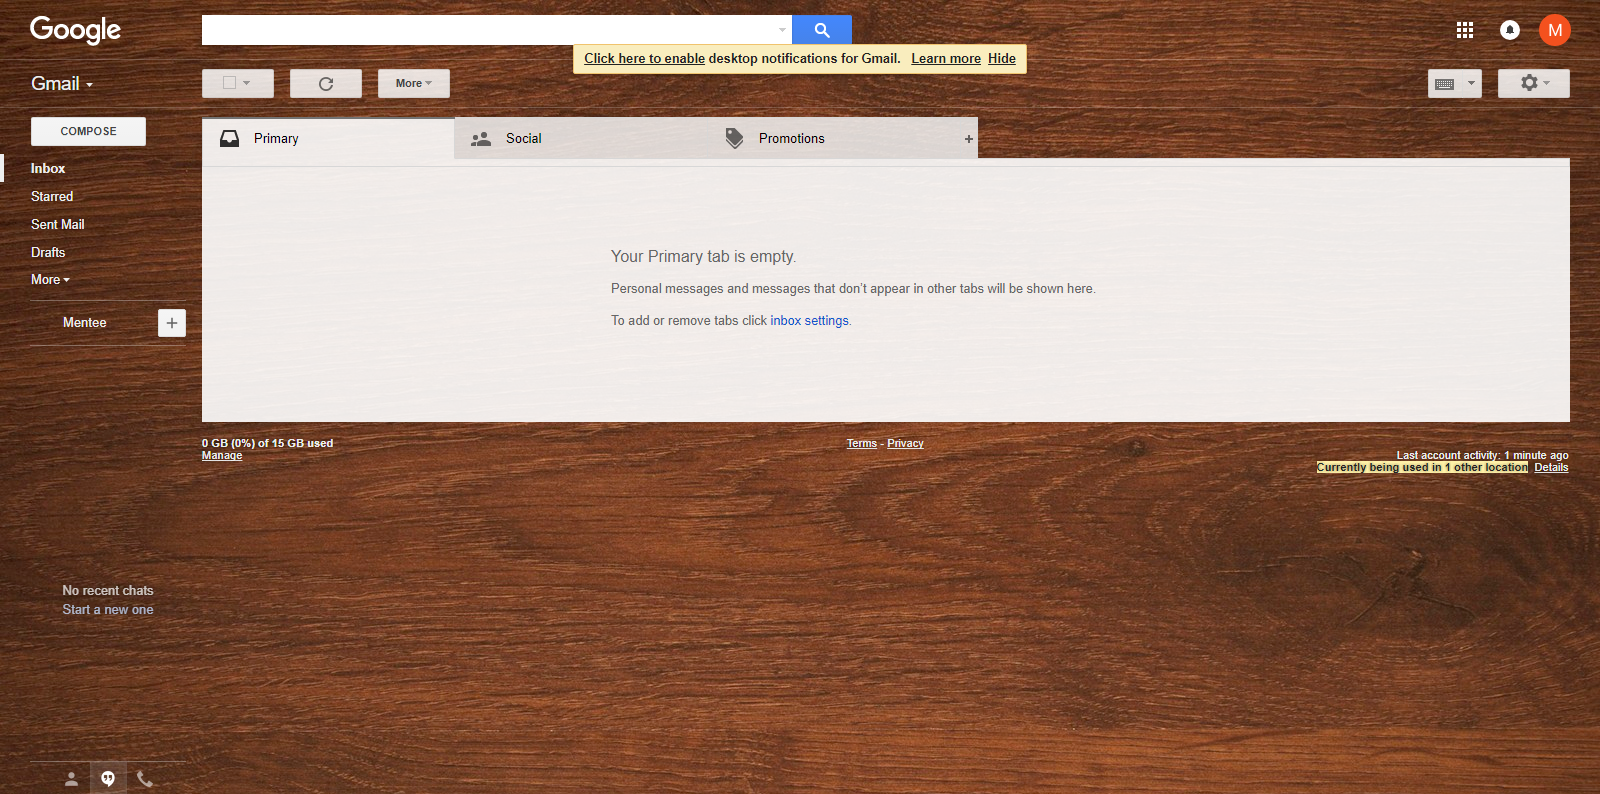 Google
M
Click here to enable desktop notifications for Gmail. Learn more Hide
Gmail
More
COMPOSE
Primary
Social
Promotions
+
Inbox
Starred
Sent Mail
Drafts
More
Mentee
+
Your Primary tab is empty.
Personal messages and messages that don't appear in other tabs will be shown here.
To add or remove tabs click inbox settings.
0 GB (0%) of 15 GB used
Manage
Terms - Privacy
Last account activity: 1 minute ago
Currently being used in 1 other location Details
No recent chats
Start a new one